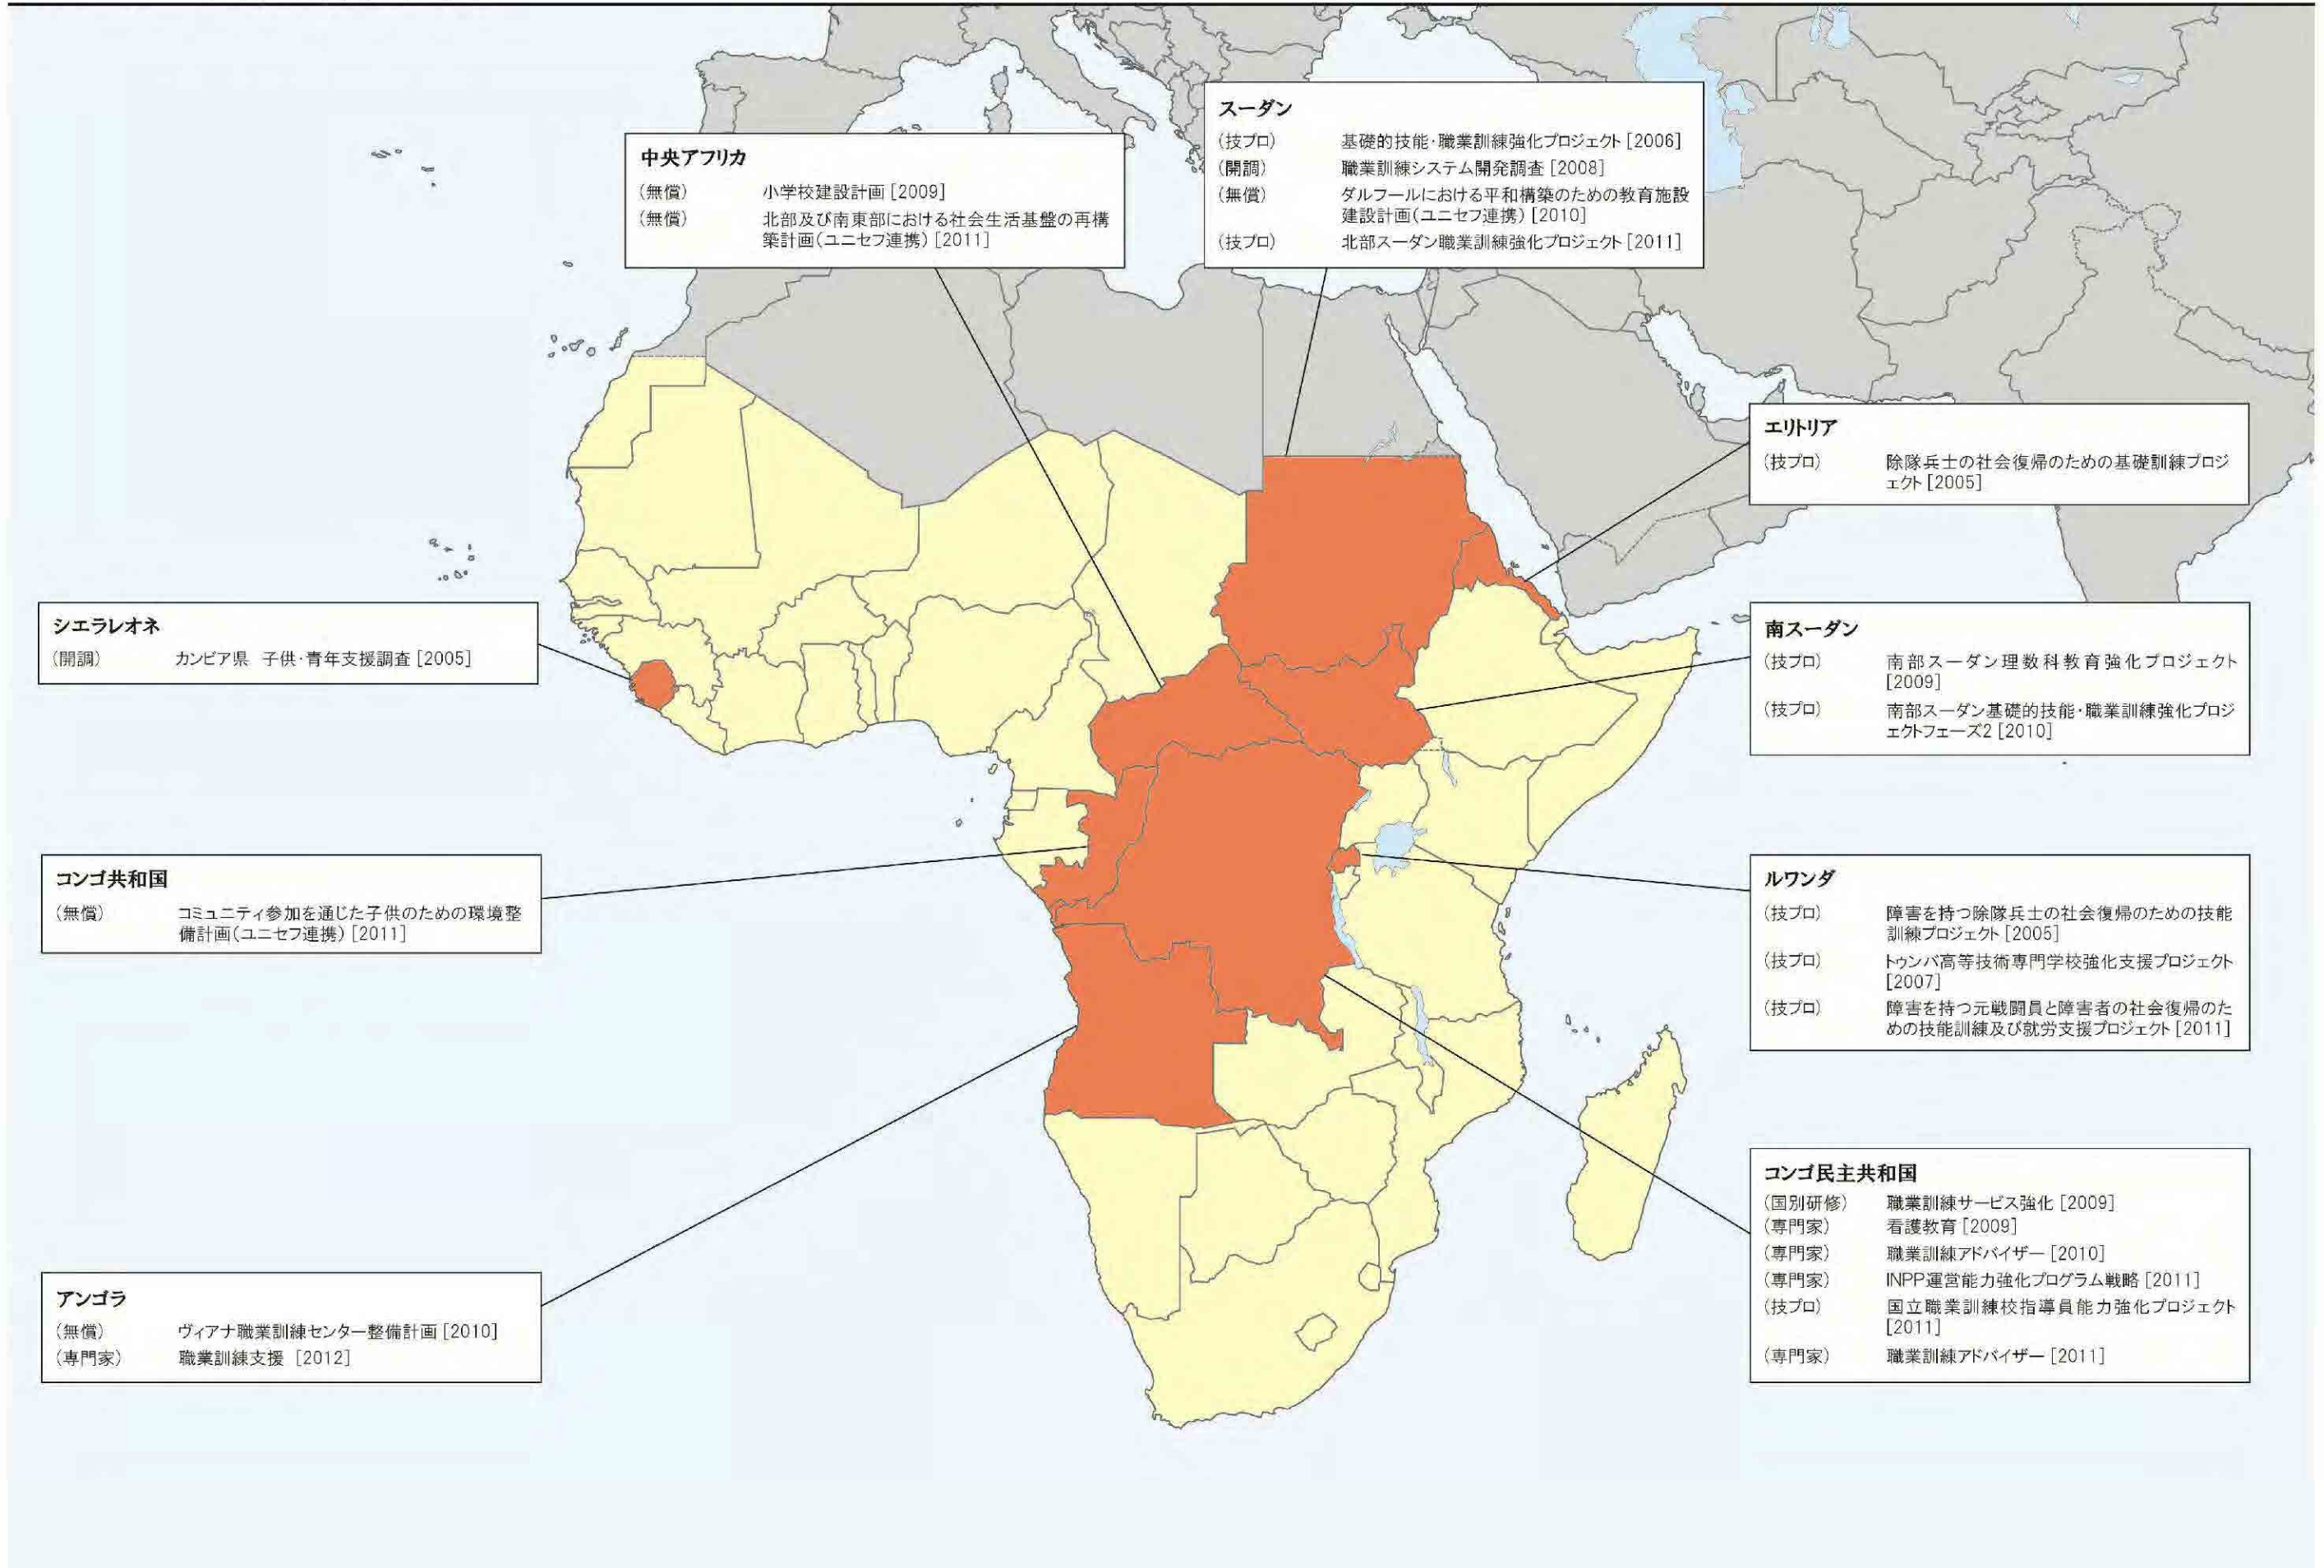 中央アフリカ
(無償) 小学校建設計画 [2009]
(無償) 北部及び南東部における社会生活基盤の再構
築計画(ユニセフ連携) [2011]
スーダン
(技プロ) 基礎的技能・職業訓練強化プロジェクト [2006]
(開調) 職業訓練システム開発調査 [2008]
(無償) ダルフールにおける平和構築のための教育施設
建設計画(ユニセフ連携) [2010]
(技プロ) 北部スーダン職業訓練強化プロジェクト [2011]
エリトリア
(技プロ) 除隊兵士の社会復帰のための基礎訓練プロジ
ェクト [2005]
シエラレオネ
(開調) カンビア県 子供・青年支援調査 [2005]
南スーダン
(技プロ) 南部スーダン理数科教育強化プロジェクト
[2009]
(技プロ) 南部スーダン基礎的技能・職業訓練強化プロジ
ェクトフェーズ2 [2010]
コンゴ共和国
(無償) コミュニティ参加を通じた子供のための環境整
備計画(ユニセフ連携) [2011]
ルワンダ
(技プロ) 障害を持つ除隊兵士の社会復帰のための技能
訓練プロジェクト [2005]
(技プロ) トゥンバ高等技術専門学校強化支援プロジェクト
[2007]
(技プロ) 障害を持つ元戦闘員と障害者の社会復帰のた
めの技能訓練及び就労支援プロジェクト [2011]
アンゴラ
(無償) ヴィアナ職業訓練センター整備計画 [2010]
(専門家) 職業訓練支援 [2012]
コンゴ民主共和国
(国別研修) 職業訓練サービス強化 [2009]
(専門家) 看護教育 [2009]
(専門家) 職業訓練アドバイザー [2010]
(専門家) INPP運営能力強化プログラム戦略 [2011]
(技プロ) 国立職業訓練校指導員能力強化プロジェクト
[2011]
(専門家) 職業訓練アドバイザー [2011]